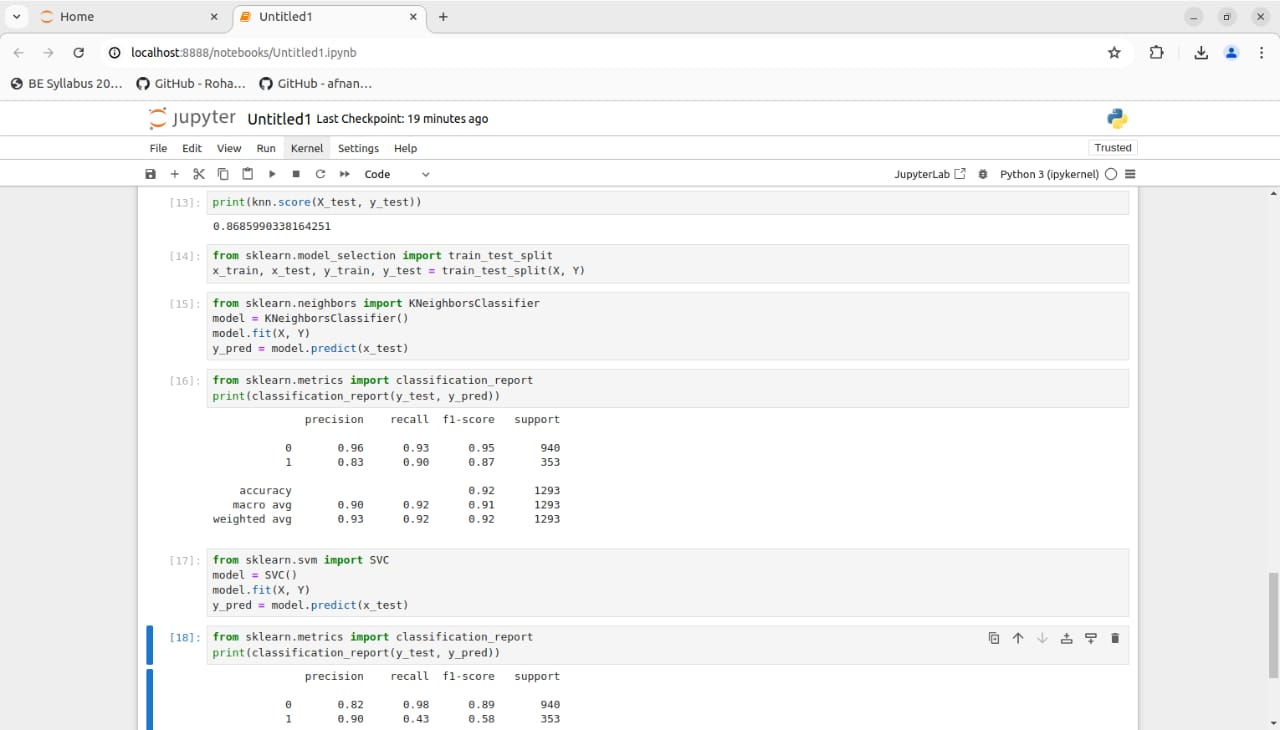 Home
Untitled1
localhost:8888/notebooks/Untitled1.ipynb
BE Syllabus 20... GitHub - Roha... GitHub - afnan...
jupyter Untitled1 Last Checkpoint: 19 minutes ago
File Edit View Run Kernel Settings Help
Trusted
Code
JupyterLab Python 3 (ipykernel)
[13]: print(knn.score(X_test, y_test))
0.8685990338164251
[14]: from sklearn.model_selection import train_test_split
x_train, x_test, y_train, y_test = train_test_split(X, Y)
[15]: from sklearn.neighbors import KNeighborsClassifier
model = KNeighborsClassifier()
model.fit(X, Y)
y_pred = model.predict(x_test)
[16]: from sklearn.metrics import classification_report
print(classification_report(y_test, y_pred))
precision recall f1-score support
0 0.96 0.93 0.95 940
1 0.83 0.90 0.87 353
accuracy 0.92 1293
macro avg 0.90 0.92 0.91 1293
weighted avg 0.93 0.92 0.92 1293
[17]: from sklearn.svm import SVC
model = SVC()
model.fit(X, Y)
y_pred = model.predict(x_test)
[18]: from sklearn.metrics import classification_report
print(classification_report(y_test, y_pred))
precision recall f1-score support
0 0.82 0.98 0.89 940
1 0.90 0.43 0.58 353